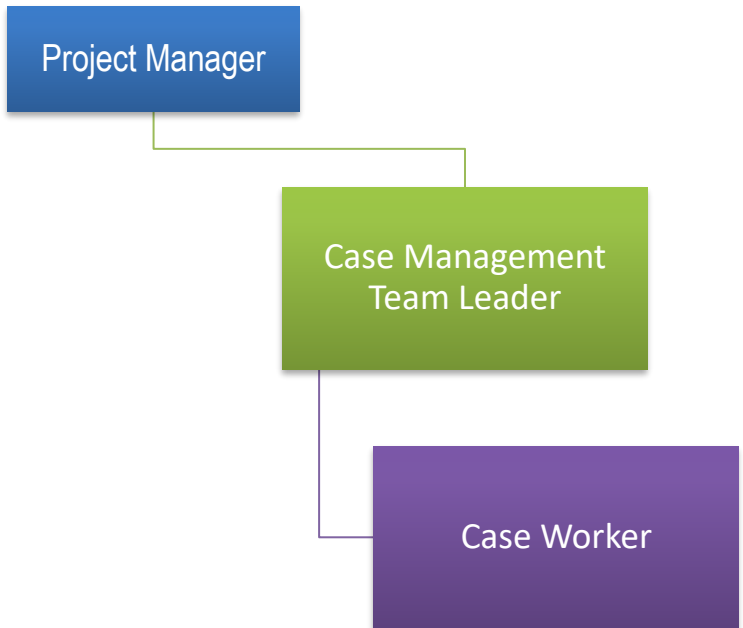 Project Manager
Case Management
Team Leader
Case Worker